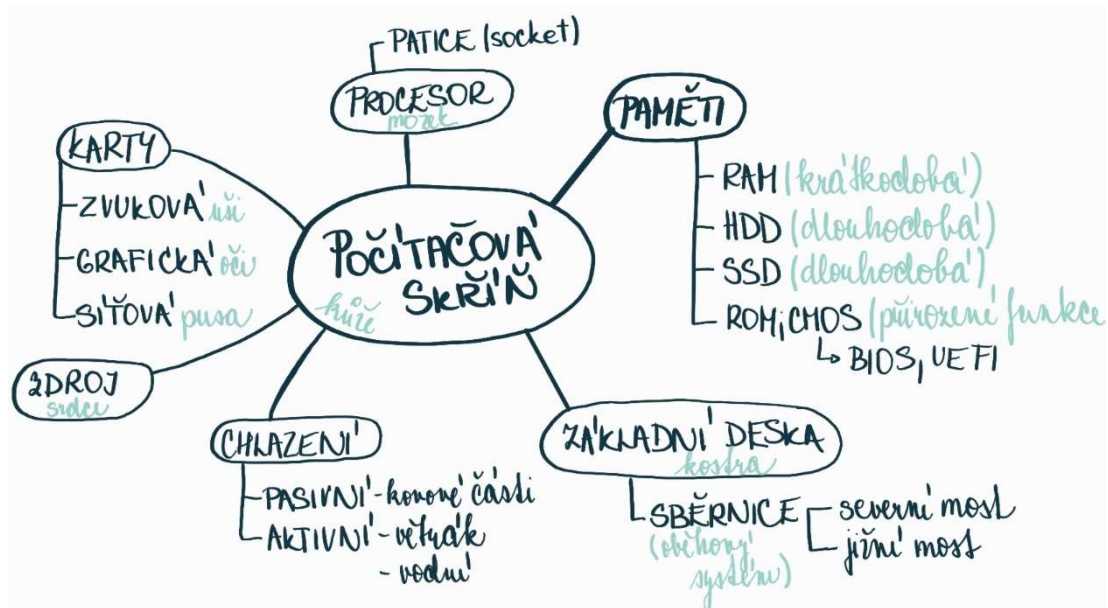 PATICE (socket)
PROCESOR
mozek
PAMĚTI
RAM (krátkodobá)
HDD (dlouhodobá)
SSD (dlouhodobá)
ROM, CMOS (přirozené funkce
BIOS, UEFI
KARTY
ZVUKOVÁ uši
GRAFICKÁ oči
SÍŤOVÁ pusa
POČÍTAČOVÁ
SKŘÍŇ
kůže
ZDROJ
srdce
CHLAZENÍ
PASIVNÍ - kovové části
AKTIVNÍ - větrák
- vodní
ZÁKLADNÍ DESKA
kostra
SBĚRNICE
(oběhový
systém)
severní most
jižní most